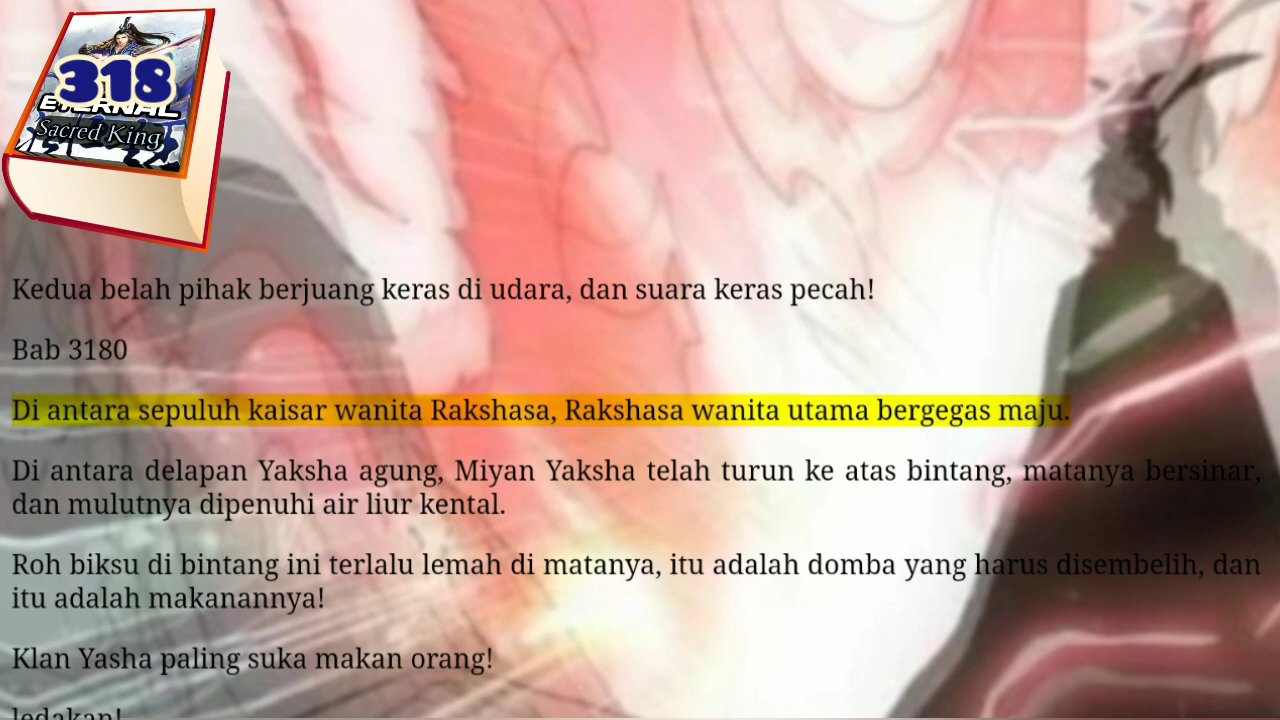 318
ETERNAL
Sacred King
Kedua belah pihak berjuang keras di udara, dan suara keras pecah!
Bab 3180
Di antara sepuluh kaisar wanita Rakshasa, Rakshasa wanita utama bergegas maju.
Di antara delapan Yaksha agung, Miyan Yaksha telah turun ke atas bintang, matanya bersinar,
dan mulutnya dipenuhi air liur kental.
Roh biksu di bintang ini terlalu lemah di matanya, itu adalah domba yang harus disembelih, dan
itu adalah makanannya!
Klan Yasha paling suka makan orang!
ledakan!